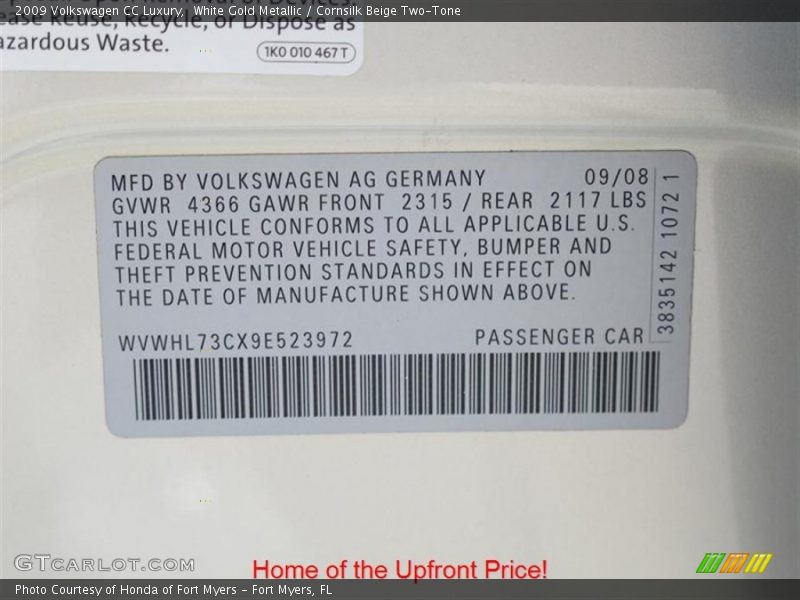 2009 Volkswagen CC Luxury, White Gold Metallic / Cornsilk Beige Two-Tone
Reuse, Recycle, or Dispose as
azardous Waste.
1K0 010 467 T
MFD BY VOLKSWAGEN AG GERMANY 09/08
GVWR 4366 GAWR FRONT 2315 / REAR 2117 LBS
THIS VEHICLE CONFORMS TO ALL APPLICABLE U.S.
FEDERAL MOTOR VEHICLE SAFETY, BUMPER AND
THEFT PREVENTION STANDARDS IN EFFECT ON
THE DATE OF MANUFACTURE SHOWN ABOVE.
WVWHL73CX9E523972 PASSENGER CAR
3835142 1072 1
GTCARLOT.COM
Home of the Upfront Price!
Photo Courtesy of Honda of Fort Myers - Fort Myers, FL